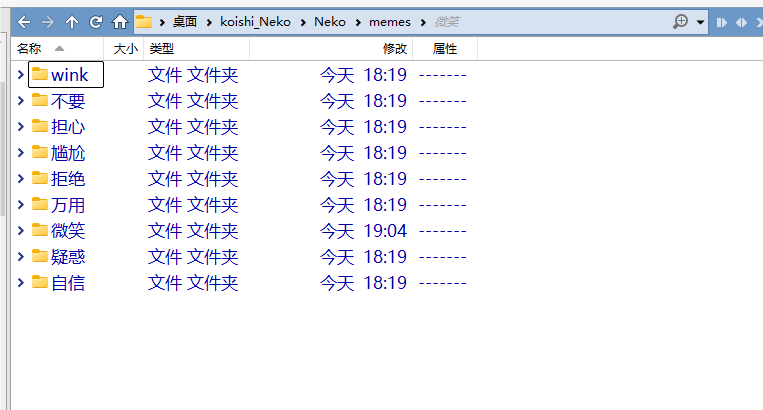 桌面 koishi_Neko Neko memes 微笑
名称 大小 类型 修改 属性
wink 文件 文件夹 今天 18:19 -------
不要 文件 文件夹 今天 18:19 -------
担心 文件 文件夹 今天 18:19 -------
尴尬 文件 文件夹 今天 18:19 -------
拒绝 文件 文件夹 今天 18:19 -------
万用 文件 文件夹 今天 18:19 -------
微笑 文件 文件夹 今天 19:04 -------
疑惑 文件 文件夹 今天 18:19 -------
自信 文件 文件夹 今天 18:19 -------